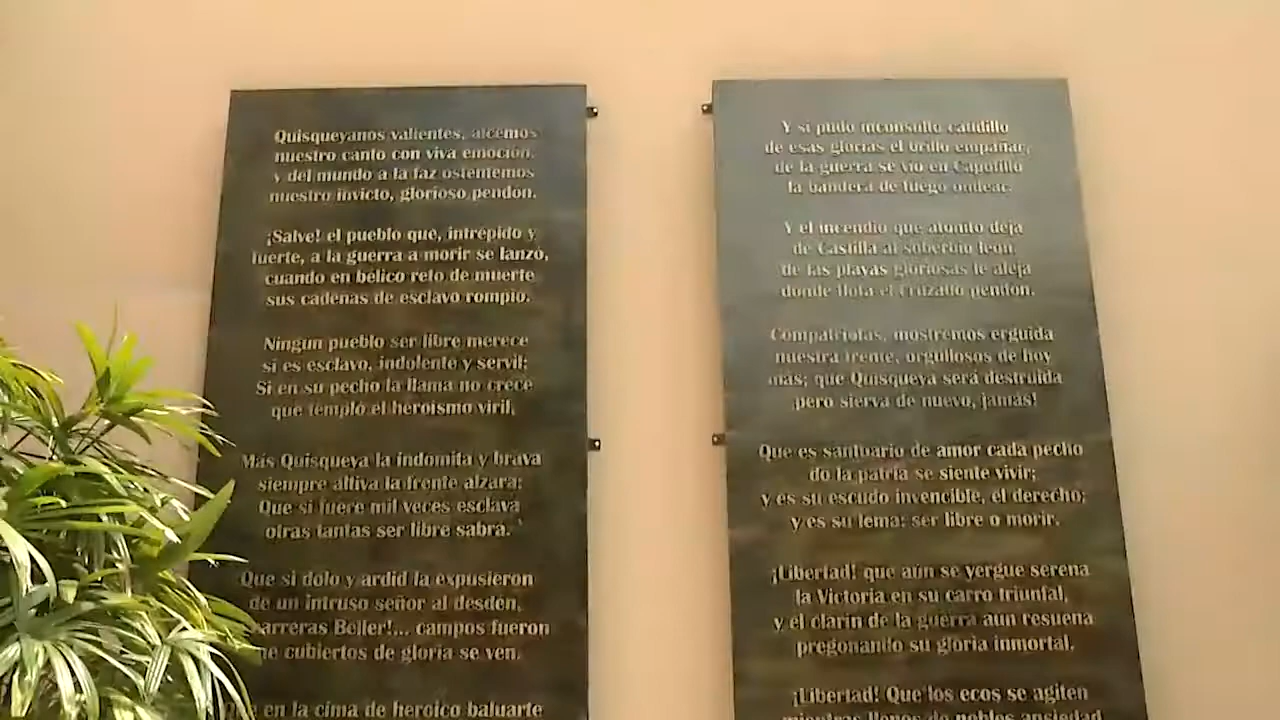 Quisqueyanos valientes, alcemos
nuestro canto con viva emoción,
y del mundo a la faz ostentemos
nuestro invicto, glorioso pendón.
¡Salve! el pueblo que, intrépido y
fuerte, a la guerra a morir se lanzó,
cuando en bélico reto de muerte
sus cadenas de esclavo rompió.
Ningún pueblo ser libre merece
si es esclavo, indolente y servil;
Si en su pecho la llama no crece
que templó el heroísmo viril,
Más Quisqueya la indómita y brava
siempre altiva la frente alzará;
Que si fuere mil veces esclava
otras tantas ser libre sabrá.
Que si dolo y ardid la expusieron
de un intruso señor al desdén,
arreras Beller!... campos fueron
cubiertos de gloria se ven.
en la cima de heroico baluarte
Y si pudo inconsulto caudillo
de esas glorias el brillo empañar,
de la guerra se vio en Capotillo
la bandera de fuego ondear.
Y el incendio que atónito deja
de Castilla al soberbio león,
de las playas gloriosas le aleja
donde flota el cruzado pendón.
Compatriotas, mostremos erguida
nuestra frente, orgullosos de hoy
más; que Quisqueya será destruida
pero sierva de nuevo, jamás!
Que es santuario de amor cada pecho
do la patria se siente vivir;
y es su escudo invencible, el derecho;
y es su lema: ser libre o morir.
¡Libertad! que aún se yergue serena
la Victoria en su carro triunfal,
y el clarín de la guerra aún resuena
pregonando su gloria inmortal.
¡Libertad! Que los ecos se agiten
mientras llenos de nobles ansiedad